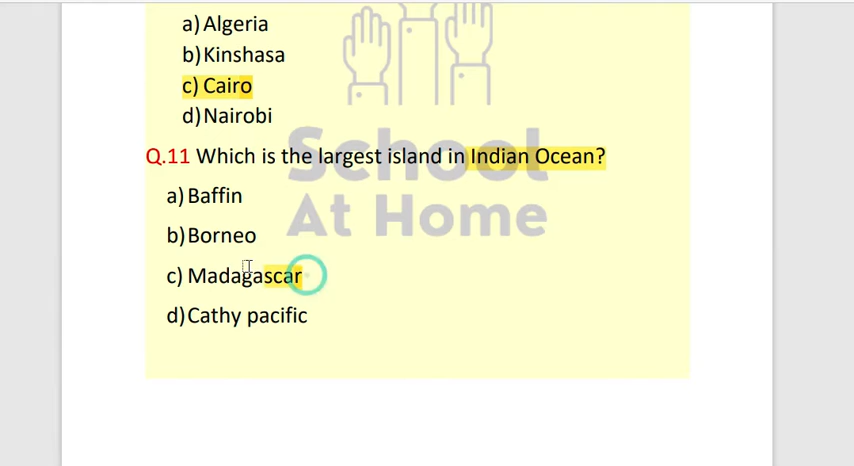 a) Algeria
b) Kinshasa
c) Cairo
d) Nairobi
Q.11 Which is the largest island in Indian Ocean?
a) Baffin
b) Borneo
c) Madagascar
d) Cathy pacific
School
At Home